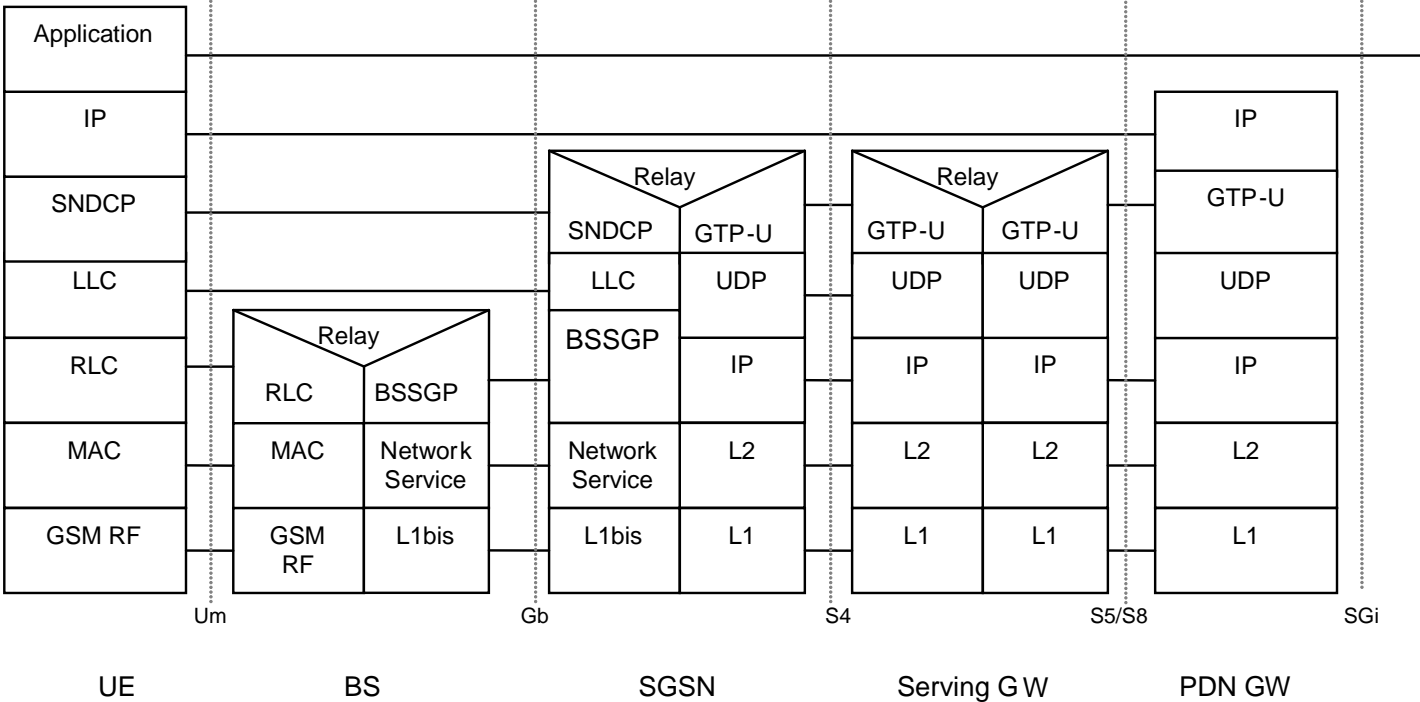 Application
IP
IP
Relay
Relay
SNDCP
GTP-U
SNDCP
GTP-U
GTP-U
GTP-U
LLC
LLC
UDP
UDP
UDP
UDP
Relay
BSSGP
RLC
IP
IP
IP
IP
RLC
BSSGP
MAC
MAC
Network
Service
Network
Service
L2
L2
L2
L2
GSM RF
GSM
RF
L1bis
L1bis
L1
L1
L1
L1
Um
Gb
S4
S5/S8
SGi
UE
BS
SGSN
Serving GW
PDN GW